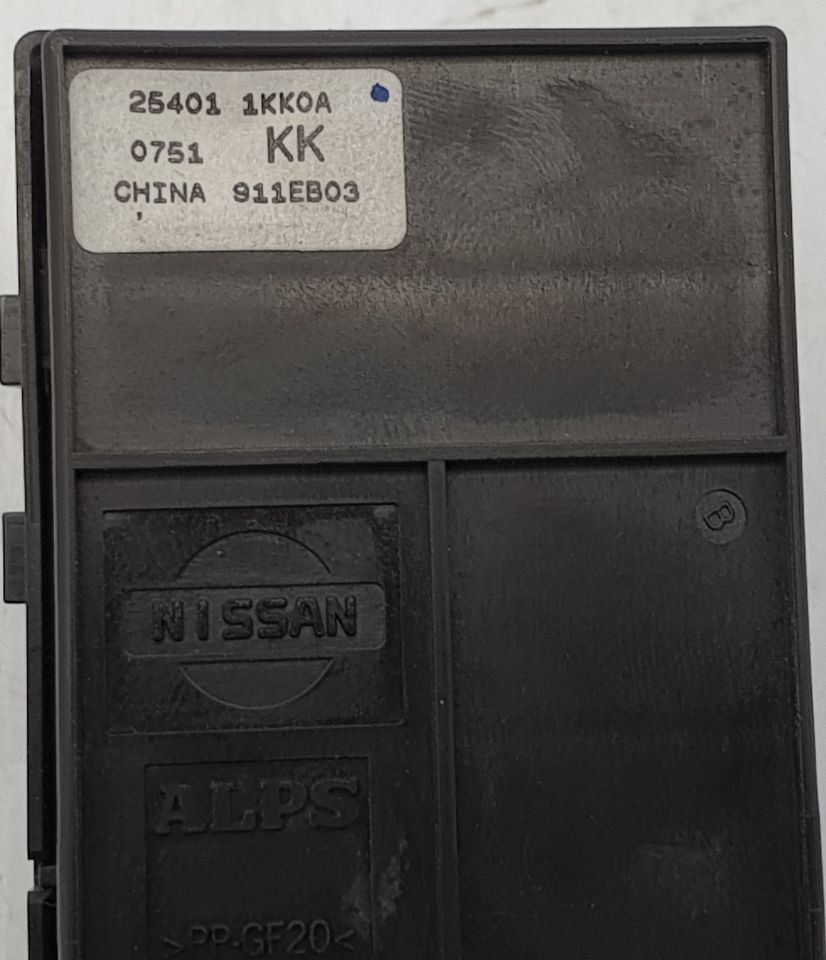 25401 1KK0A
0751 KK
CHINA 911EB03
B
NISSAN
ALPS
>PP-GF20<